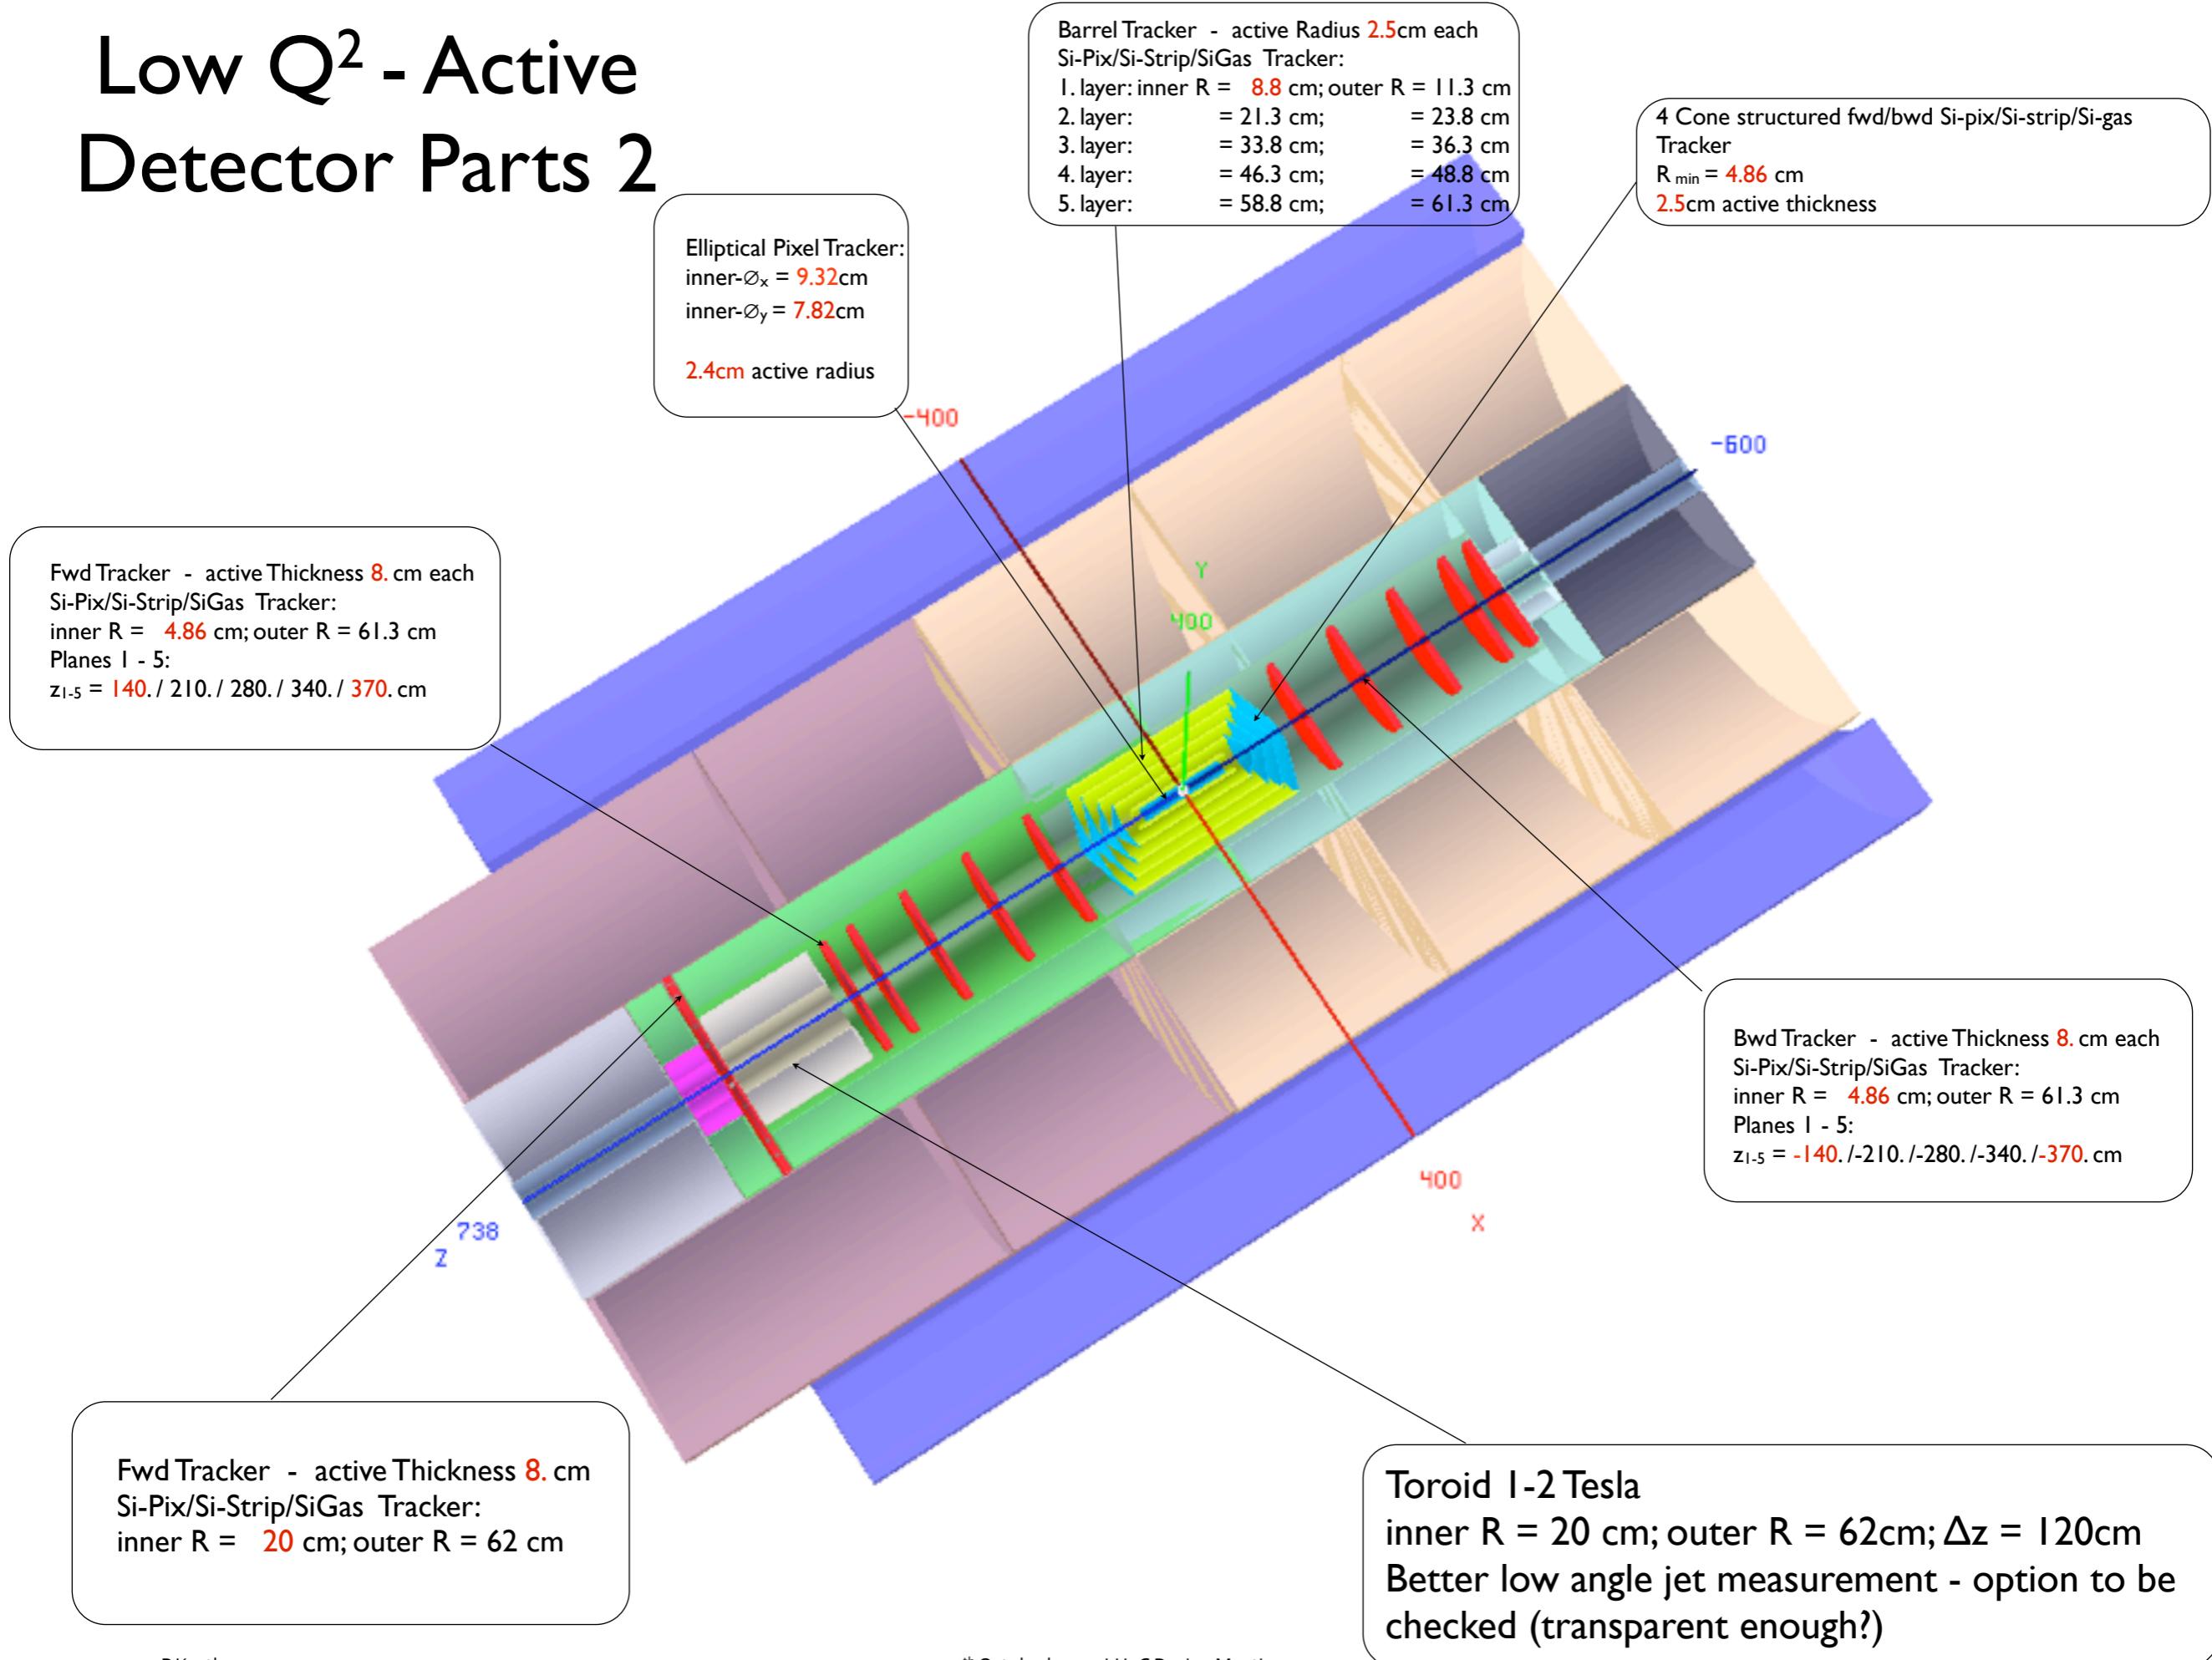 Low Q² - Active
Detector Parts 2
Barrel Tracker - active Radius 2.5cm each
Si-Pix/Si-Strip/SiGas Tracker:
1. layer: inner R = 8.8 cm; outer R = 11.3 cm
2. layer: = 21.3 cm; = 23.8 cm
3. layer: = 33.8 cm; = 36.3 cm
4. layer: = 46.3 cm; = 48.8 cm
5. layer: = 58.8 cm; = 61.3 cm
4 Cone structured fwd/bwd Si-pix/Si-strip/Si-gas
Tracker
R min = 4.86 cm
2.5cm active thickness
Elliptical Pixel Tracker:
inner-∅x = 9.32cm
inner-∅y = 7.82cm
2.4cm active radius
-400
-600
Y
400
Fwd Tracker - active Thickness 8. cm each
Si-Pix/Si-Strip/SiGas Tracker:
inner R = 4.86 cm; outer R = 61.3 cm
Planes 1 - 5:
z1-5 = 140. / 210. / 280. / 340. / 370. cm
Bwd Tracker - active Thickness 8. cm each
Si-Pix/Si-Strip/SiGas Tracker:
inner R = 4.86 cm; outer R = 61.3 cm
Planes 1 - 5:
z1-5 = -140. /-210. /-280. /-340. /-370. cm
400
X
738
Z
Fwd Tracker - active Thickness 8. cm
Si-Pix/Si-Strip/SiGas Tracker:
inner R = 20 cm; outer R = 62 cm
Toroid 1-2 Tesla
inner R = 20 cm; outer R = 62cm; Δz = 120cm
Better low angle jet measurement - option to be
checked (transparent enough?)